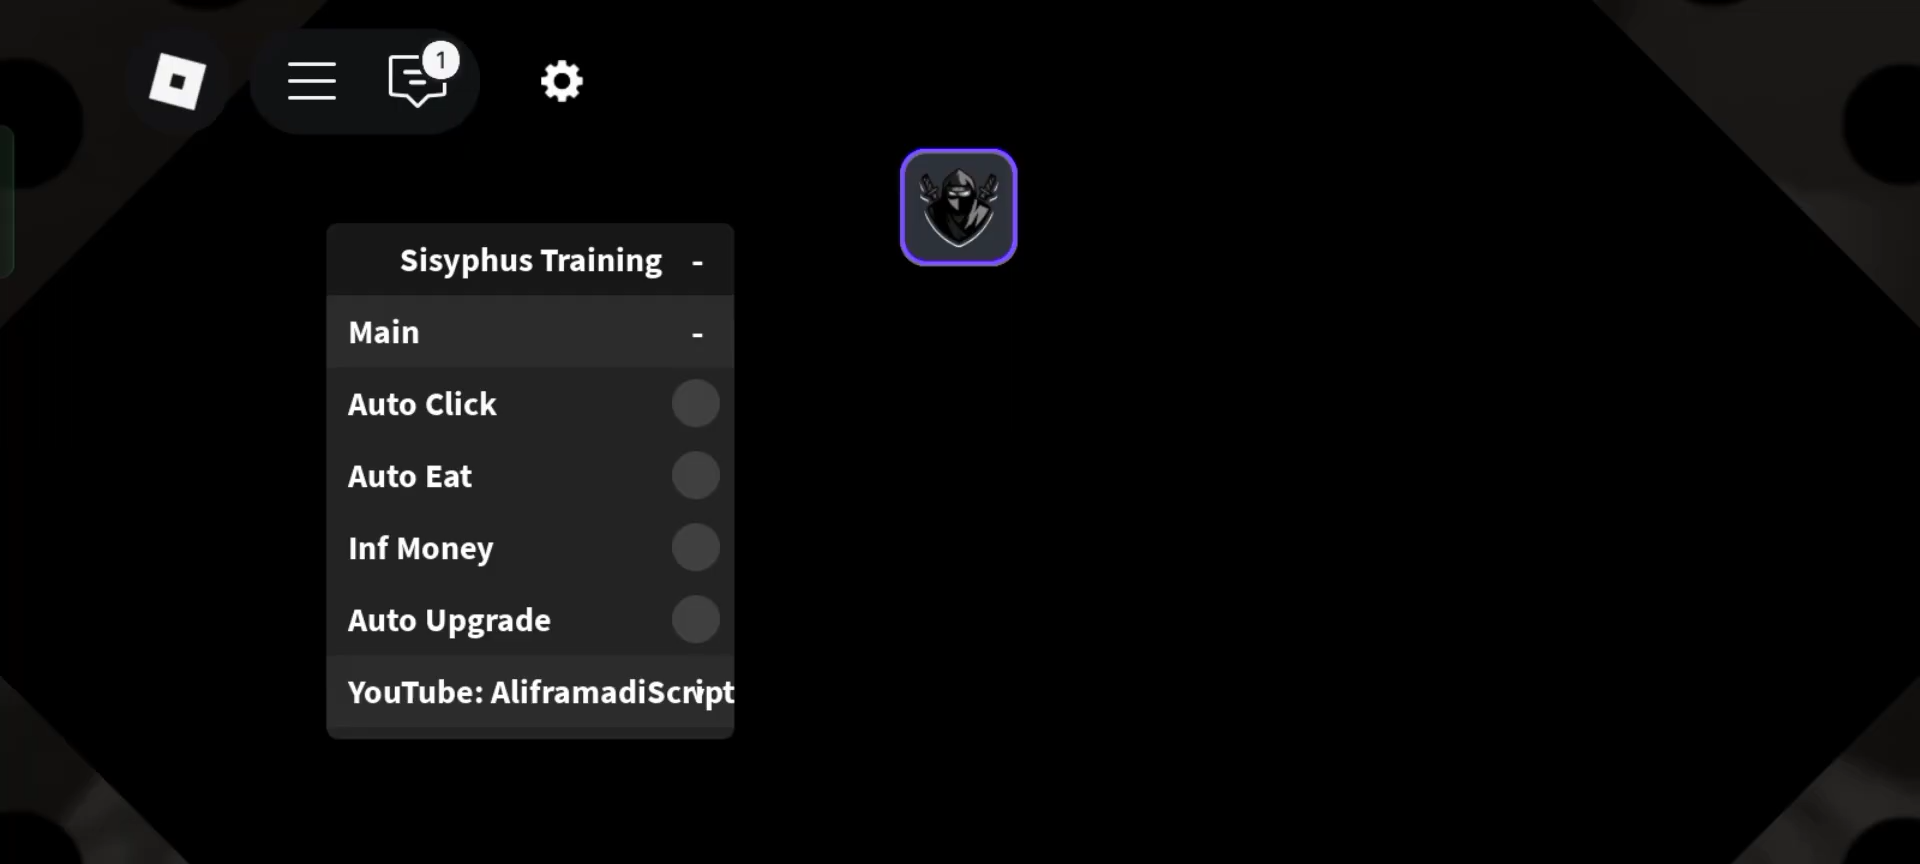 1
Sisyphus Training -
Main -
Auto Click
Auto Eat
Inf Money
Auto Upgrade
YouTube: AliframadiScript